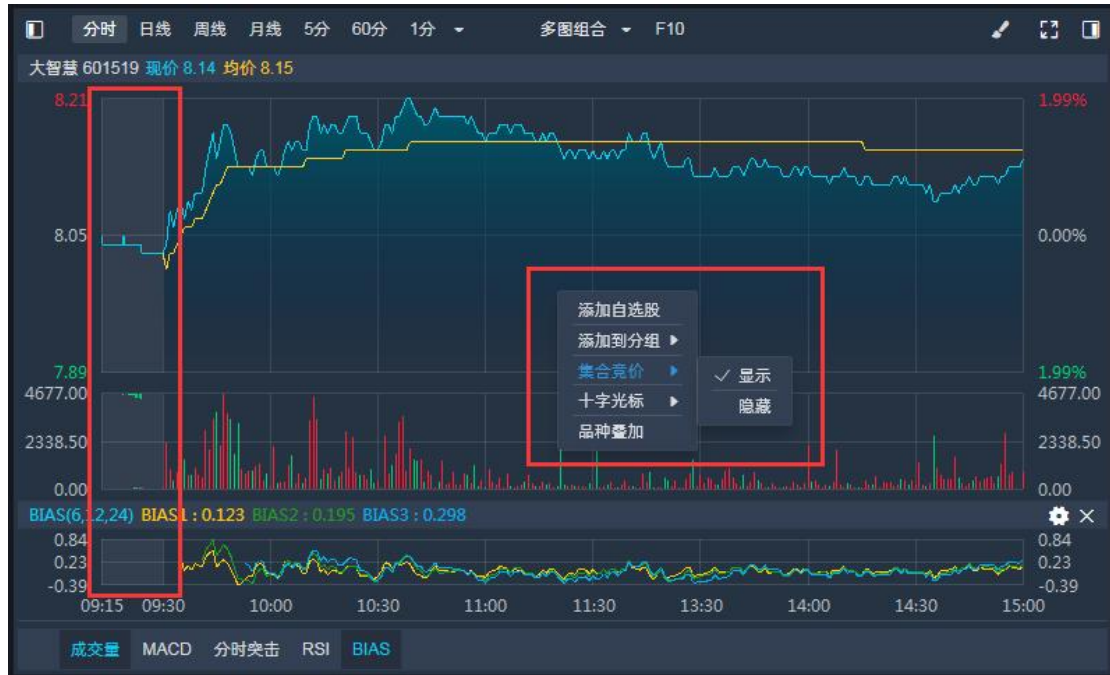 分时 日线 周线 月线 5分 60分 1分 多图组合 F10
大智慧 601519 现价 8.14 均价 8.15
8.21 1.99%
8.05 0.00%
添加自选股
添加到分组
集合竞价 ✓ 显示
十字光标 隐藏
品种叠加
7.89 1.99%
4677.00 4677.00
2338.50 2338.50
0.00 0.00
BIAS(6,12,24) BIAS1 : 0.123 BIAS2 : 0.195 BIAS3 : 0.298
0.84 0.84
0.23 0.23
-0.39 -0.39
09:15 09:30 10:00 10:30 11:00 11:30 13:30 14:00 14:30 15:00
成交量 MACD 分时突击 RSI BIAS